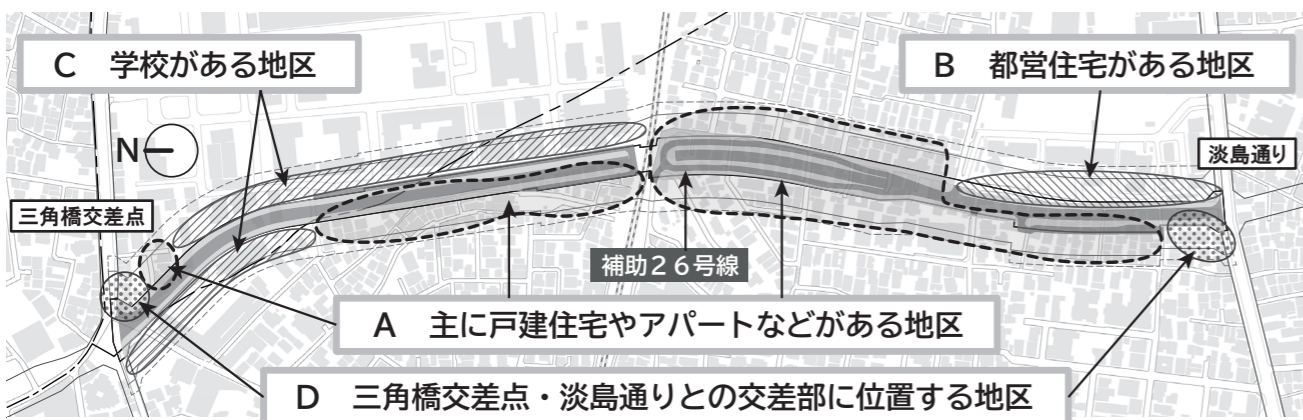 C 学校がある地区
B 都営住宅がある地区
N
淡島通り
三角橋交差点
補助26号線
A 主に戸建住宅やアパートなどがある地区
D 三角橋交差点・淡島通りとの交差部に位置する地区